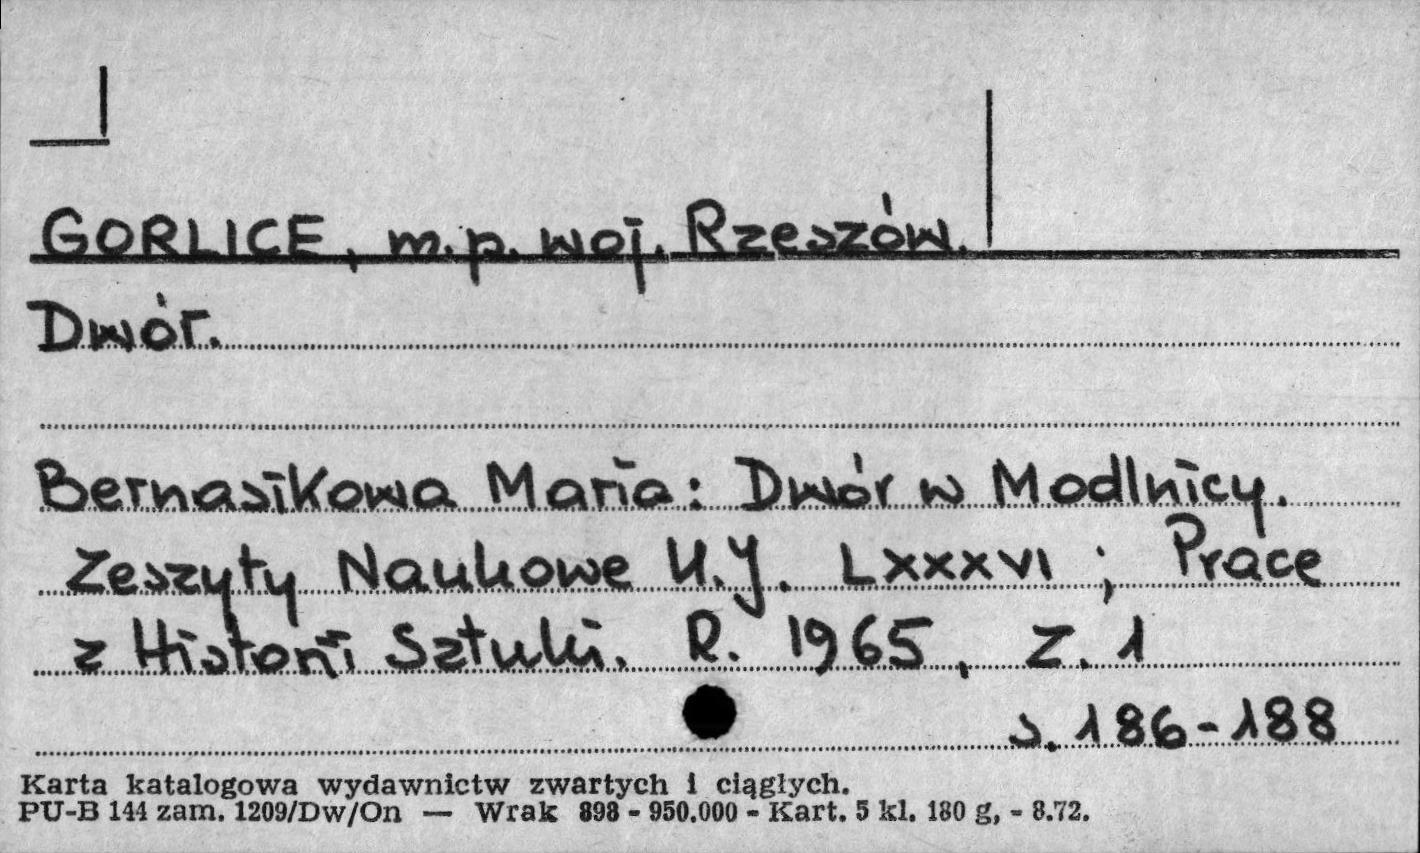 GORLICE, m.p. woj. Rzeszów.
Dwór.
Bernasikowa Maria: Dwór w Modlnicy.
Zeszyty Naukowe U.J. LXXXVI ; Prace
z Historii Sztuki. R. 1965, Z. 1
s. 186-188
Karta katalogowa wydawnictw zwartych i ciągłych.
PU-B 144 zam. 1209/Dw/On — Wrak 898 - 950.000 - Kart. 5 kl. 180 g, - 8.72.